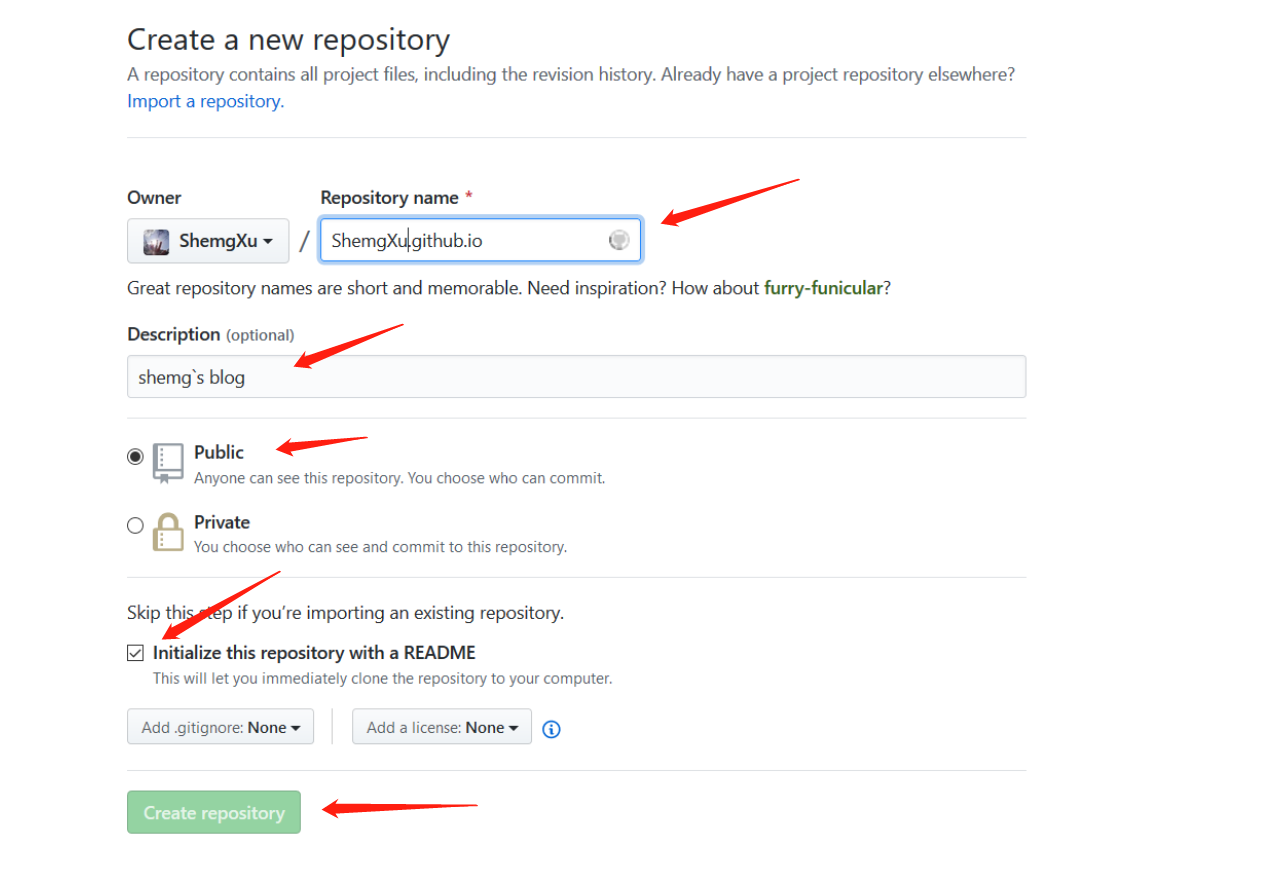 Create a new repository
A repository contains all project files, including the revision history. Already have a project repository elsewhere?
Import a repository.
Owner
Repository name *
ShemgXu / ShemgXu.github.io
Great repository names are short and memorable. Need inspiration? How about furry-funicular?
Description (optional)
shemg`s blog
Public
Anyone can see this repository. You choose who can commit.
Private
You choose who can see and commit to this repository.
Skip this step if you’re importing an existing repository.
Initialize this repository with a README
This will let you immediately clone the repository to your computer.
Add .gitignore: None
Add a license: None
Create repository